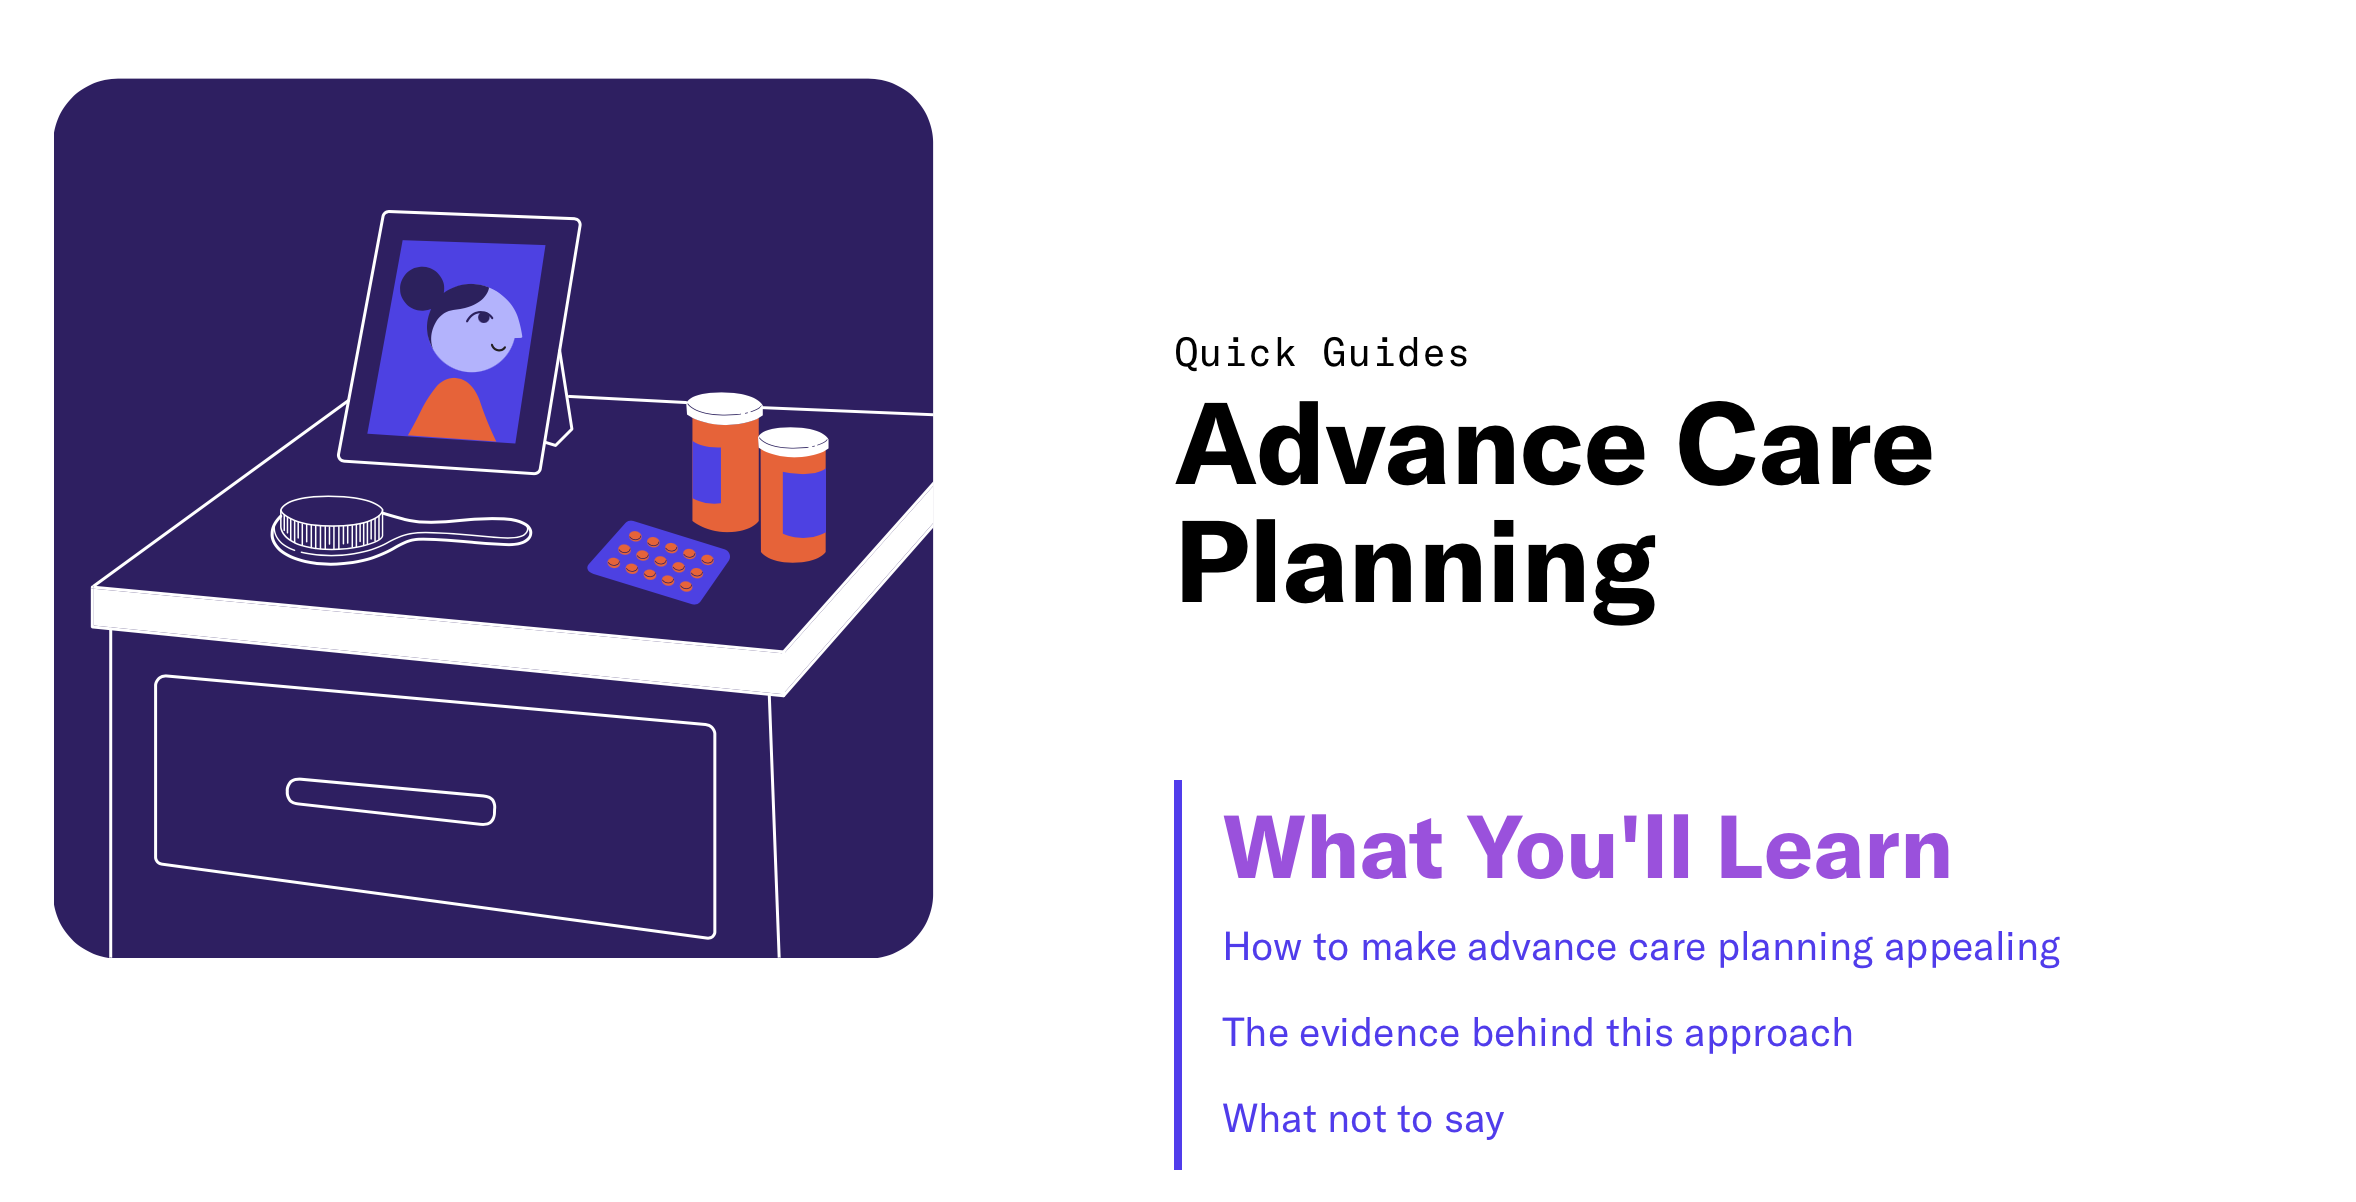 Quick Guides
Advance Care
Planning
What You'll Learn
How to make advance care planning appealing
The evidence behind this approach
What not to say